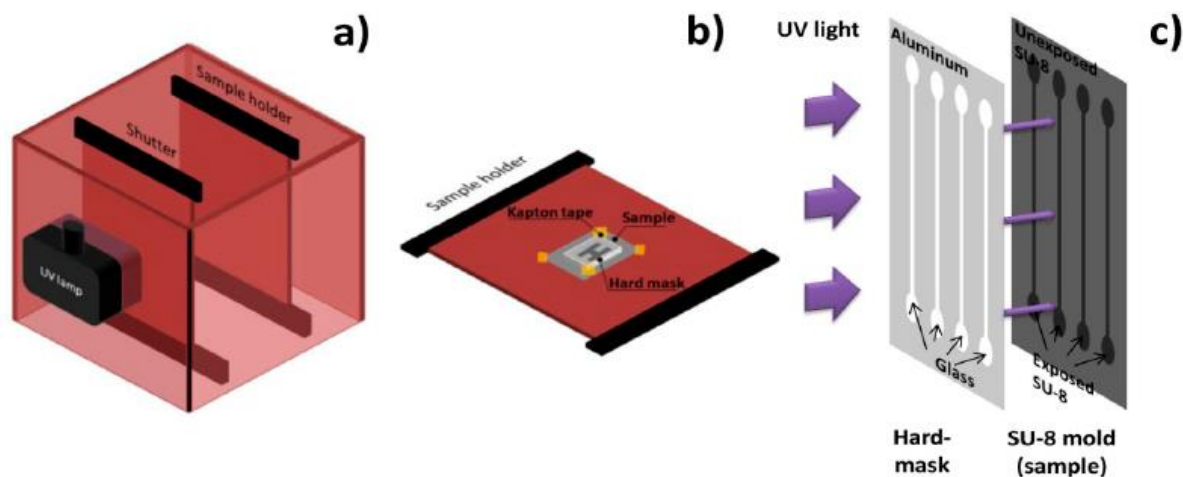 a)
Sample holder
Shutter
UV lamp
b)
Sample holder
Kapton tape
Sample
Hard mask
UV light
Aluminum
Glass
Hard-
mask
c)
Unexposed
SU-8
Exposed
SU-8
SU-8 mold
(sample)